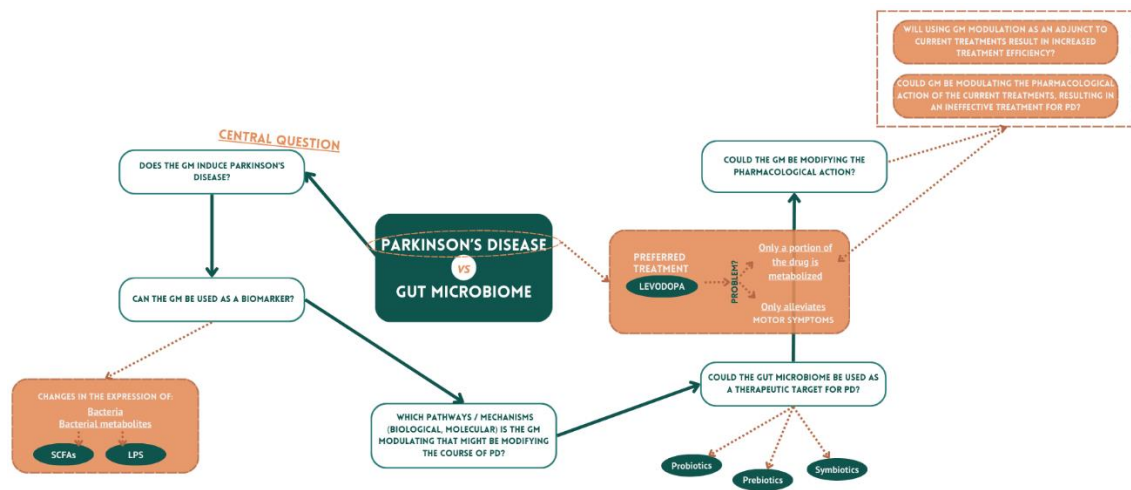 WILL USING GM MODULATION AS AN ADJUNCT TO
CURRENT TREATMENTS RESULT IN INCREASED
TREATMENT EFFICIENCY?
COULD GM BE MODULATING THE PHARMACOLOGICAL
ACTION OF THE CURRENT TREATMENTS, RESULTING IN
AN INEFFECTIVE TREATMENT FOR PD?
CENTRAL QUESTION
DOES THE GM INDUCE PARKINSON'S
DISEASE?
COULD THE GM BE MODIFYING THE
PHARMACOLOGICAL ACTION?
PARKINSON'S DISEASE
VS
GUT MICROBIOME
PREFERRED
TREATMENT
LEVODOPA
PROBLEM?
Only a portion
of the drug is
metabolized
Only alleviates
MOTOR SYMPTOMS
CAN THE GM BE USED AS A BIOMARKER?
CHANGES IN THE EXPRESSION OF:
Bacteria
Bacterial metabolites
SCFAs
LPS
WHICH PATHWAYS / MECHANISMS
(BIOLOGICAL, MOLECULAR) IS THE GM
MODULATING THAT MIGHT BE MODIFYING
THE COURSE OF PD?
COULD THE GUT MICROBIOME BE USED AS
A THERAPEUTIC TARGET FOR PD?
Probiotics
Prebiotics
Symbiotics